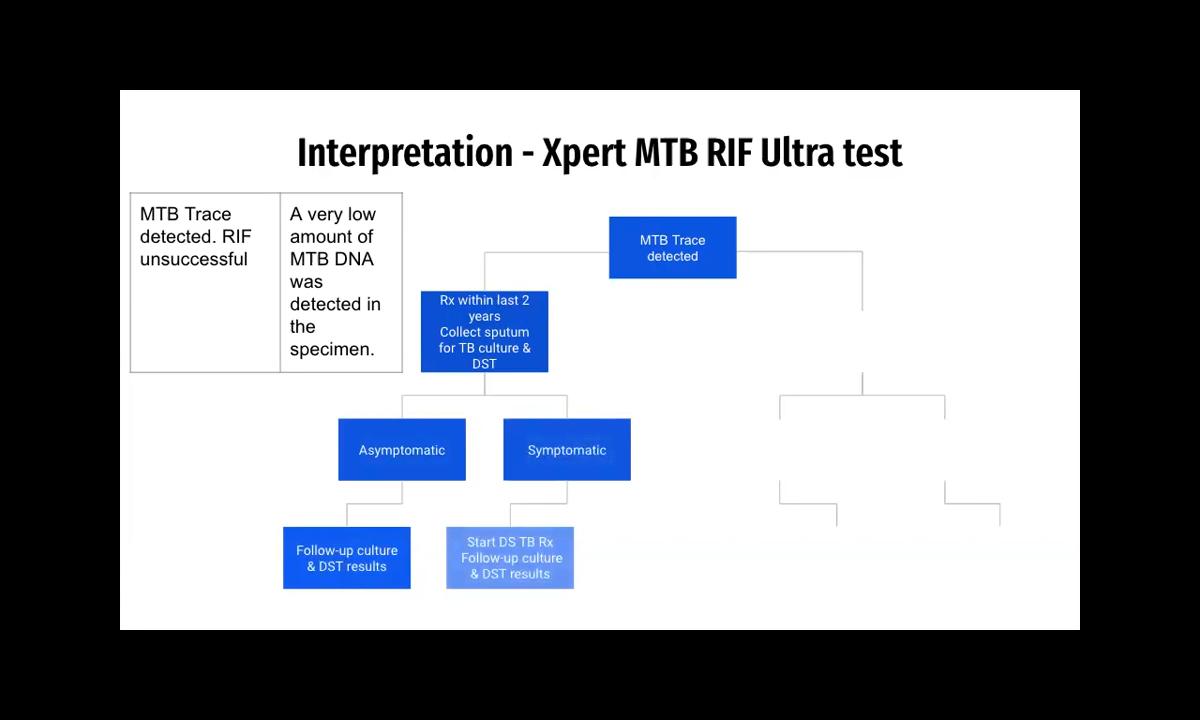 Interpretation - Xpert MTB RIF Ultra test
MTB Trace
detected. RIF
unsuccessful
A very low
amount of
MTB DNA
was
detected in
the
specimen.
MTB Trace
detected
Rx within last 2
years
Collect sputum
for TB culture &
DST
Asymptomatic
Symptomatic
Follow-up culture
& DST results
Start DS TB Rx
Follow-up culture
& DST results